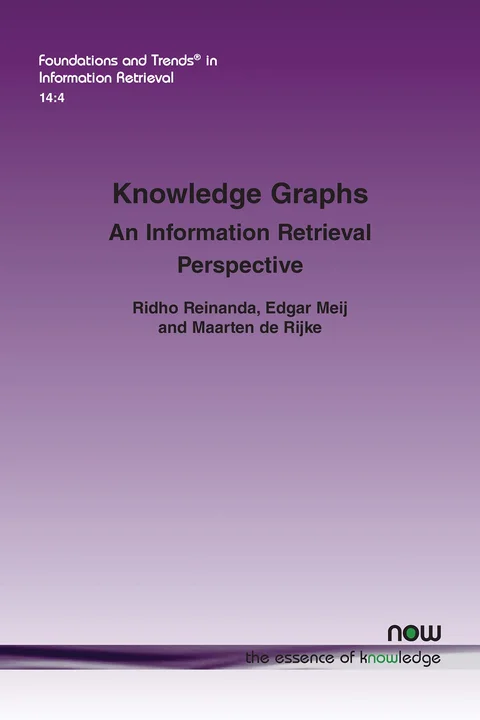 Foundations and Trends® in
Information Retrieval
14:4
Knowledge Graphs
An Information Retrieval
Perspective
Ridho Reinanda, Edgar Meij
and Maarten de Rijke
now
the essence of knowledge